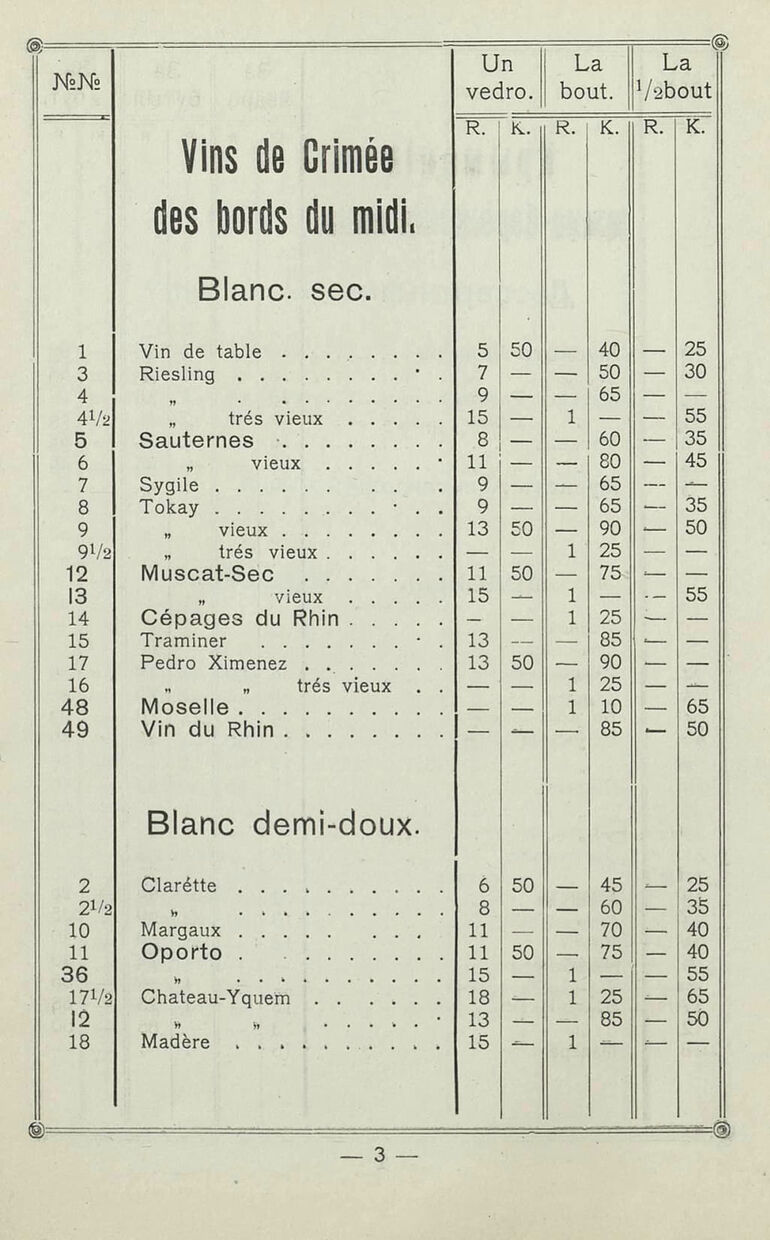 №№ Un vedro. La bout. La 1/2bout
R. K. R. K. R. K.
Vins de Crimée
des bords du midi.
Blanc. sec.
1 Vin de table . . . . . . . . 5 50 — 40 — 25
3 Riesling . . . . . . . . . . 7 — — 50 — 30
4 „ . . . . . . . . 9 — — 65 — —
4 1/2 „ trés vieux . . . . . 15 — 1 — — 55
5 Sauternes . . . . . . . . 8 — — 60 — 35
6 „ vieux . . . . . . 11 — — 80 — 45
7 Sygile . . . . . . . . . 9 — — 65 — —
8 Tokay . . . . . . . . . . 9 — — 65 — 35
9 „ vieux . . . . . . . . 13 50 — 90 — 50
9 1/2 „ trés vieux . . . . . . — — 1 25 — —
12 Muscat-Sec . . . . . . . 11 50 — 75 — —
13 „ vieux . . . . . 15 — 1 — — 55
14 Cépages du Rhin . . . . . — — 1 25 — —
15 Traminer . . . . . . . . . 13 — — 85 — —
17 Pedro Ximenez . . . . . . . 13 50 — 90 — —
16 „ „ trés vieux . . — — 1 25 — —
48 Moselle . . . . . . . . . . — — 1 10 — 65
49 Vin du Rhin . . . . . . . . — — — 85 — 50
Blanc demi-doux.
2 Clarétte . . . . . . . . . . 6 50 — 45 — 25
2 1/2 „ . . . . . . . . . . 8 — — 60 — 35
10 Margaux . . . . . . . . 11 — — 70 — 40
11 Oporto . . . . . . . . . 11 50 — 75 — 40
36 „ . . . . . . . . . . 15 — 1 — — 55
17 1/2 Chateau-Yquem . . . . . . 18 — 1 25 — 65
12 „ „ . . . . . . 13 — — 85 — 50
18 Madère . . . . . . . . . . 15 — 1 — — —
— 3 —